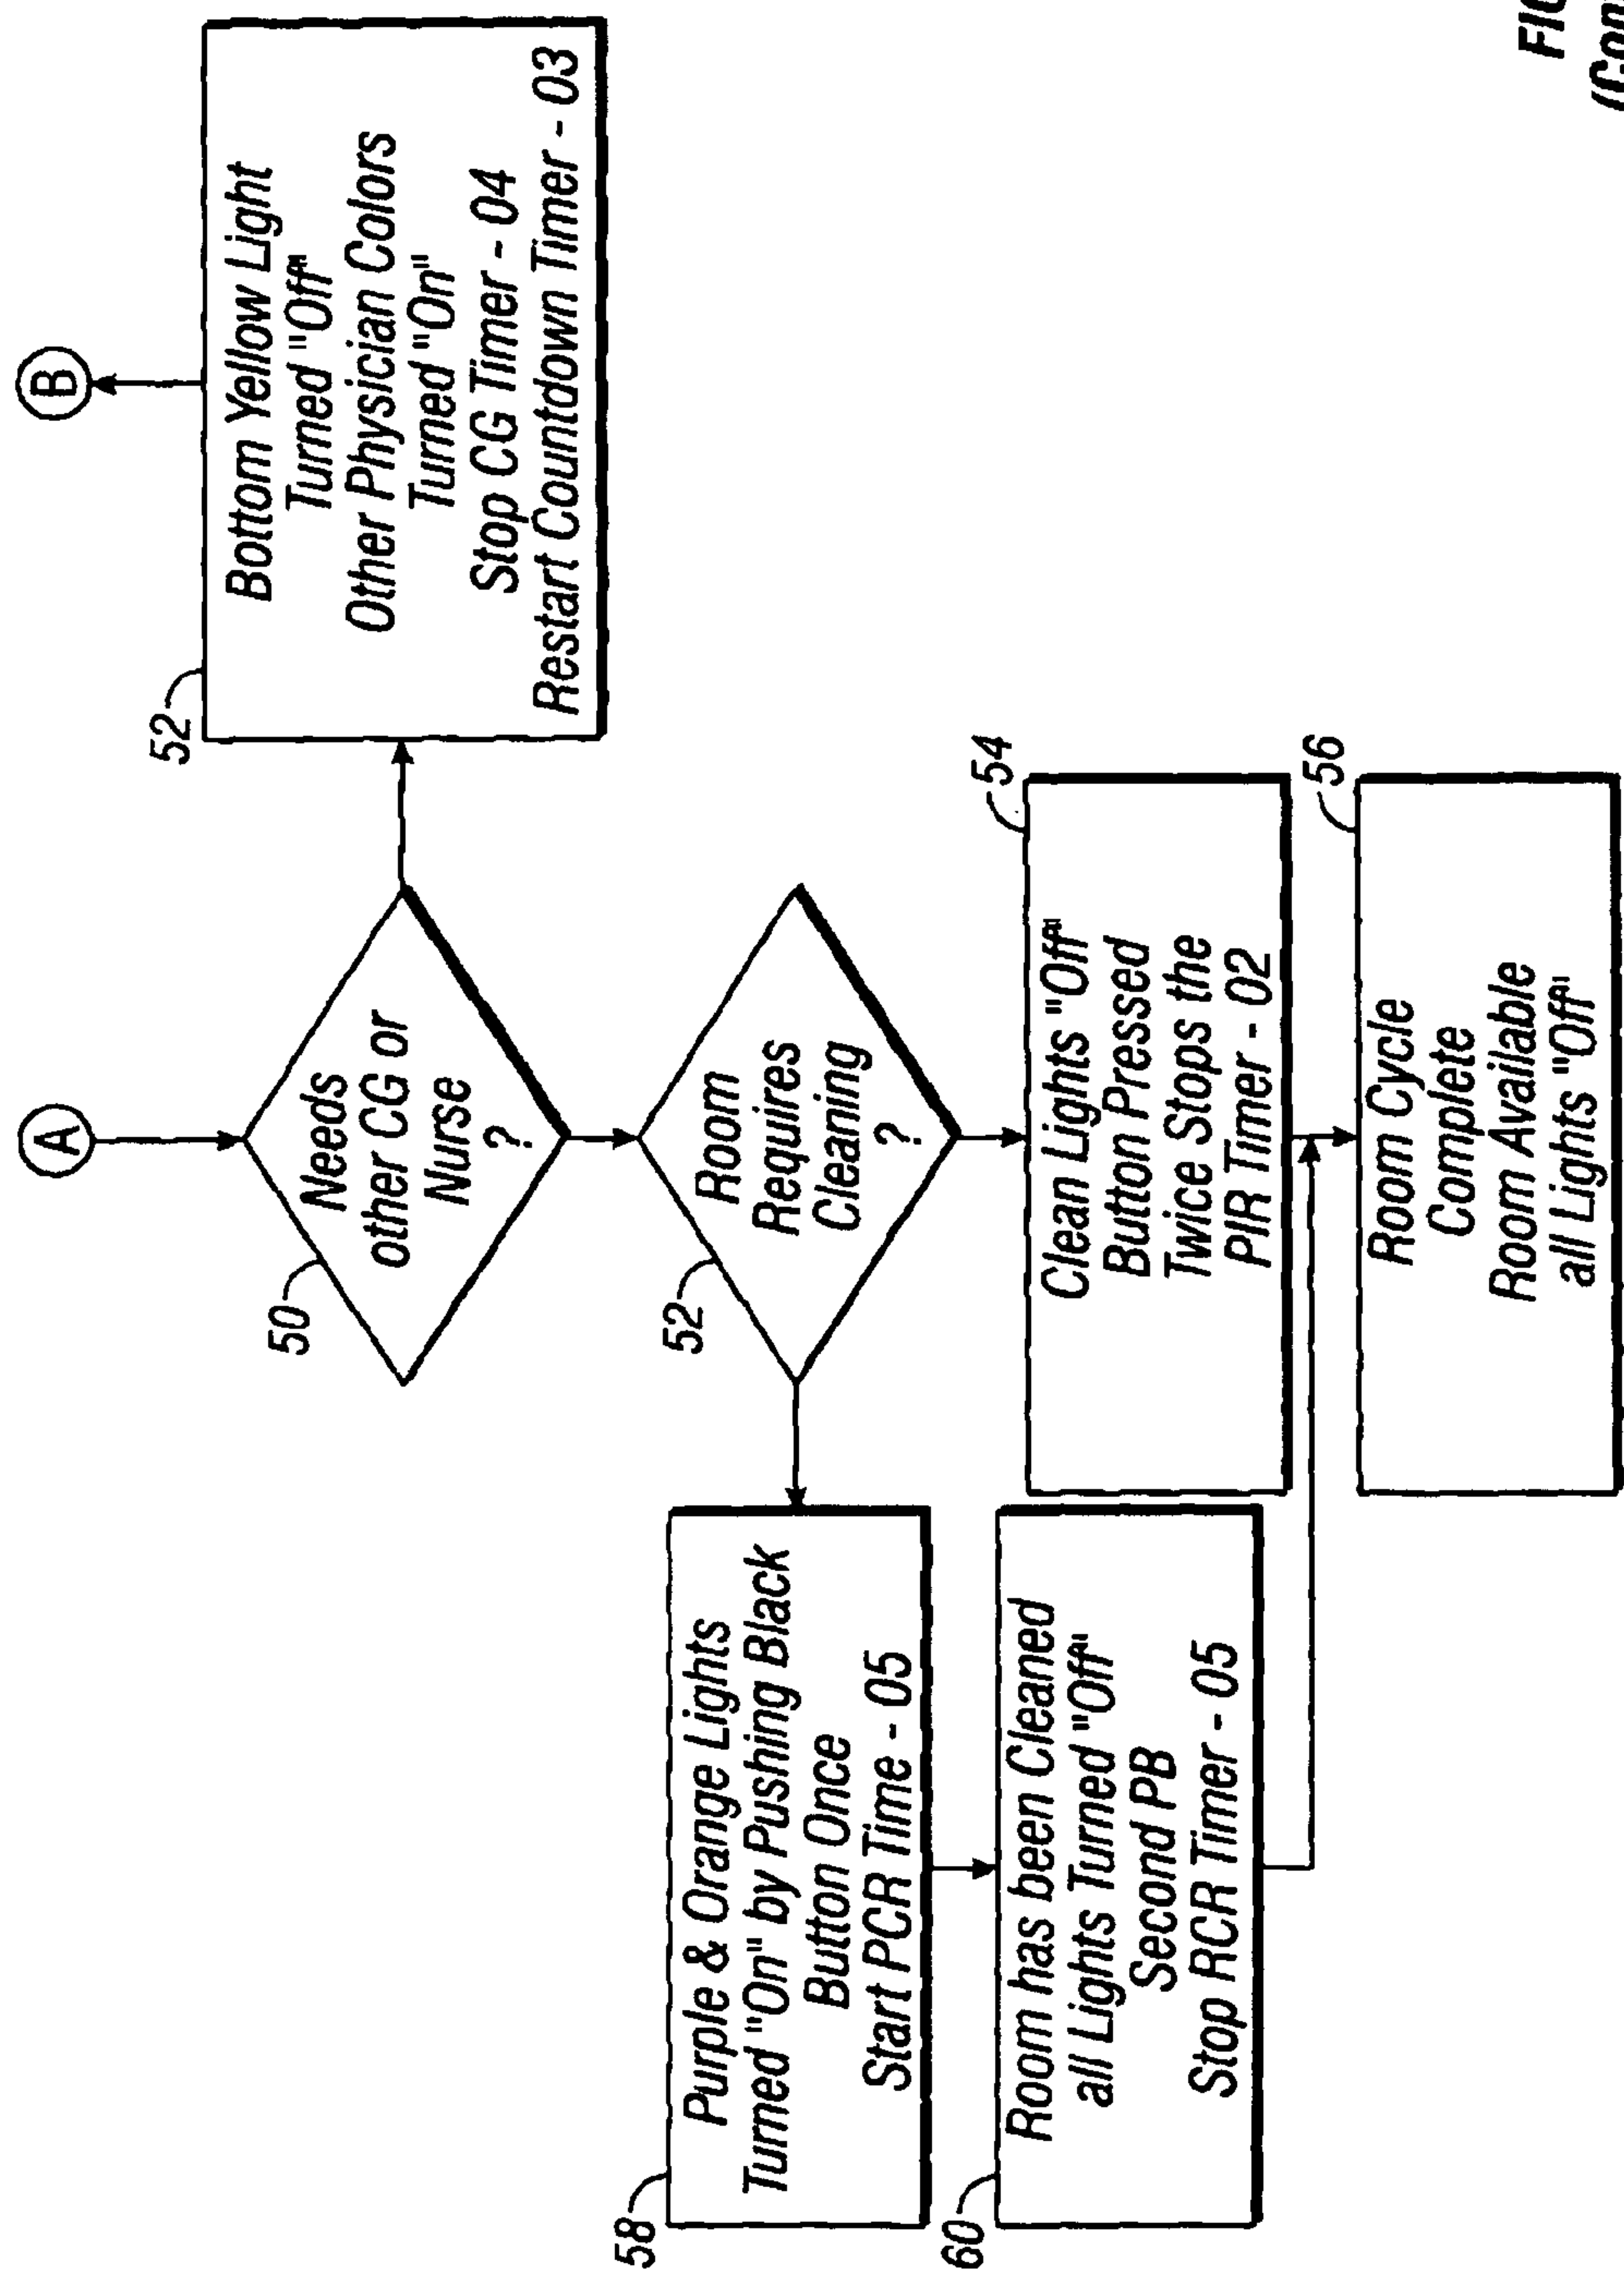 A
B
50
Needs
other CG or
Nurse
?
52
Bottom Yellow Light
Turned "Off"
Other Physician Colors
Turned "On"
Stop CG Timer - 04
Restart Countdown Timer - 03
52
Room
Requires
Cleaning
?
58
Purple & Orange Lights
Turned "On" by Pushing Black
Button Once
Start PCR Time - 05
60
Room has been Cleaned
all Lights Turned "Off"
Second PB
Stop RCR Timer - 05
54
Clean Lights "Off"
Button Pressed
Twice Stops the
PIR Timer - 02
56
Room Cycle
Complete
Room Available
all Lights "Off"